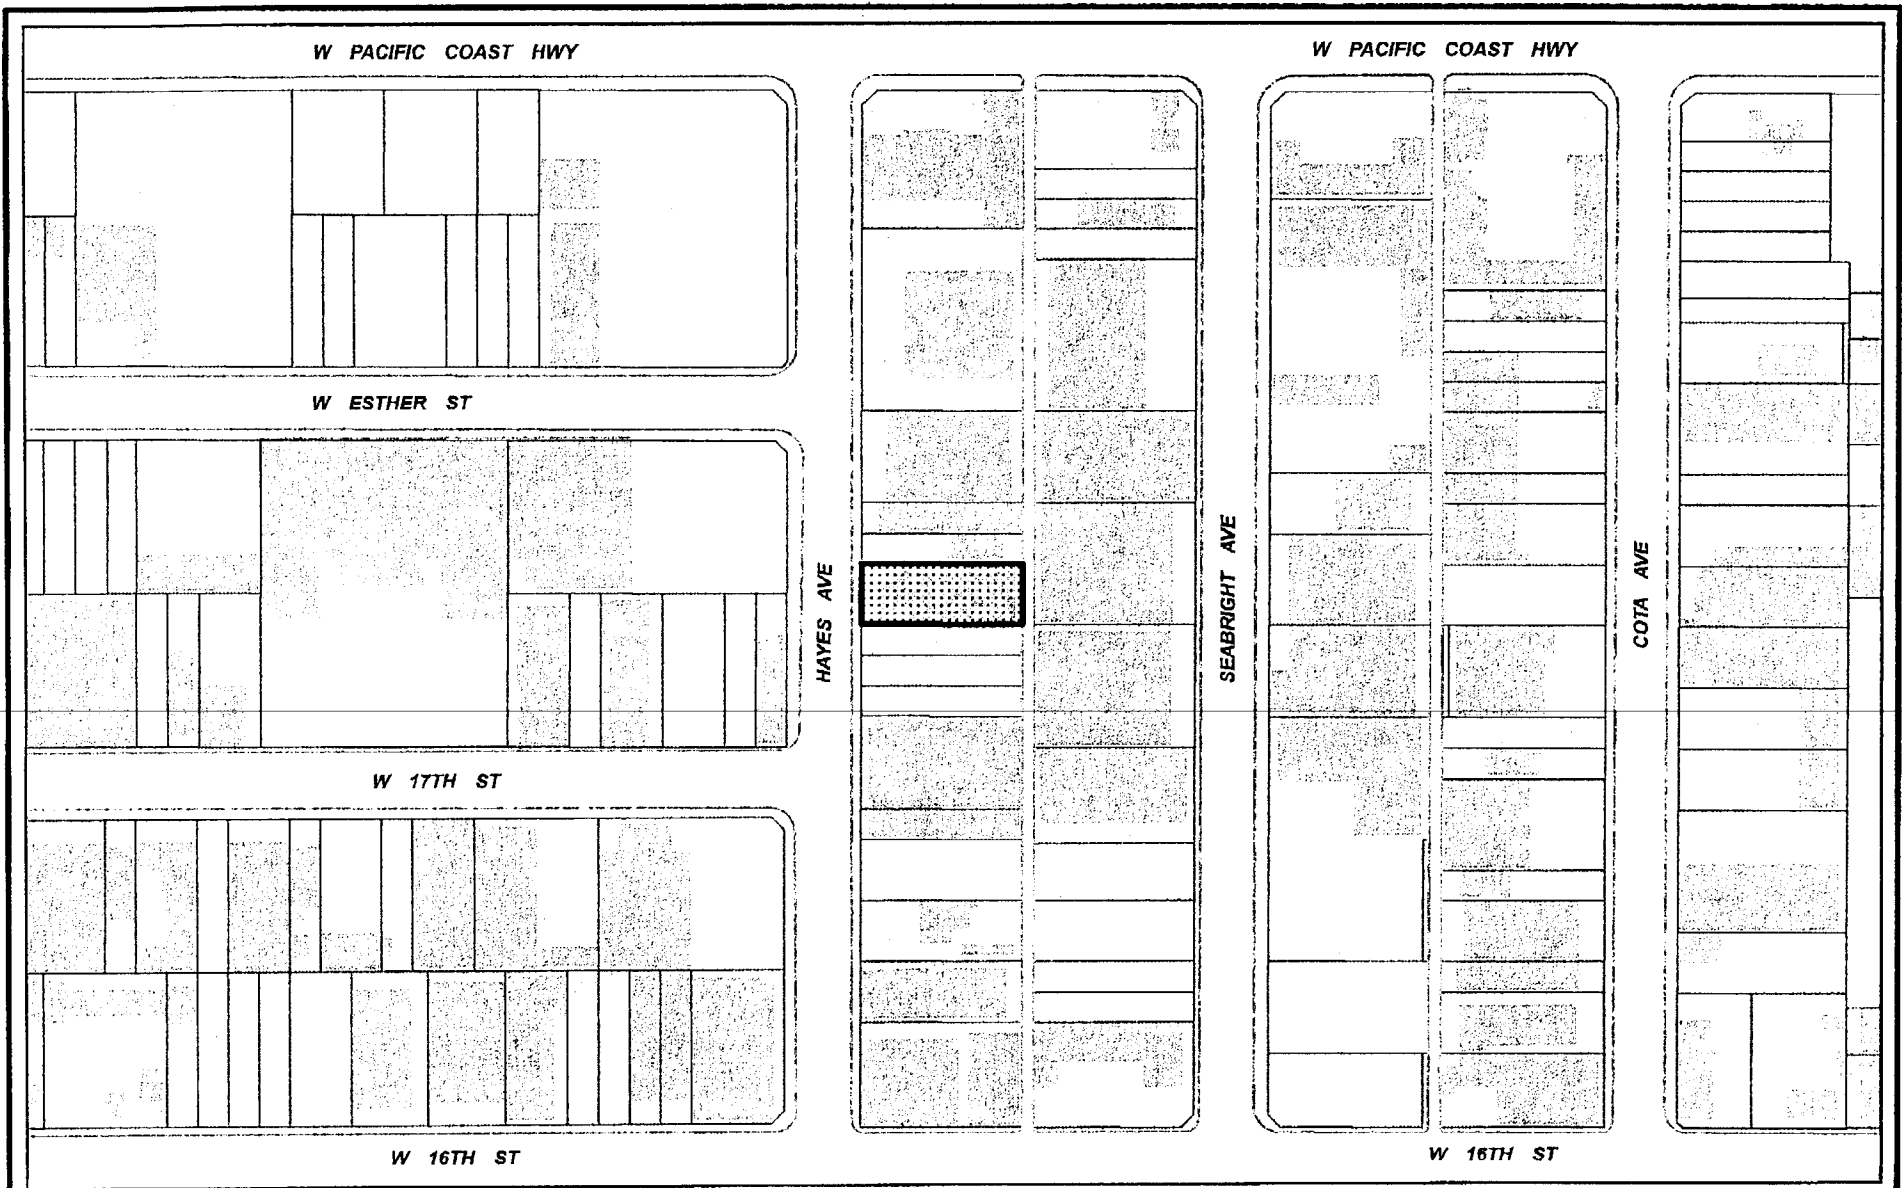 W PACIFIC COAST HWY
W PACIFIC COAST HWY
W ESTHER ST
HAYES AVE
SEABRIGHT AVE
COTA AVE
W 17TH ST
W 16TH ST
W 16TH ST